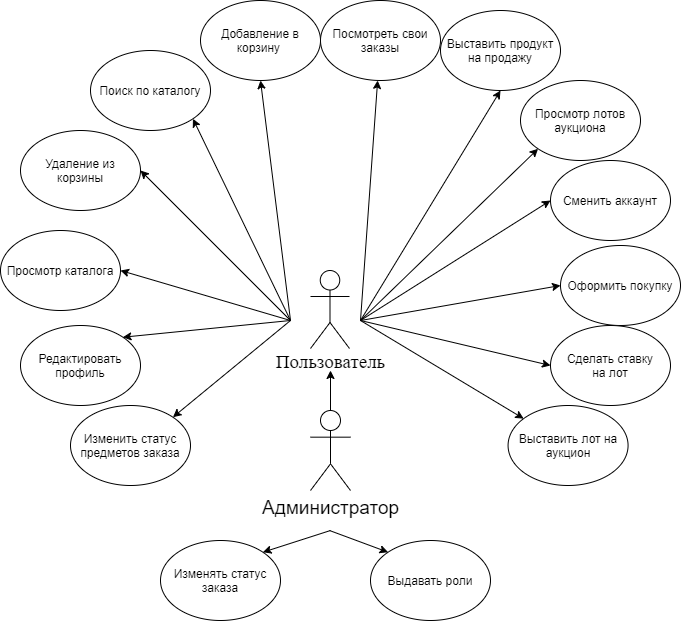 Добавление в
корзину
Посмотреть свои
заказы
Выставить продукт
на продажу
Поиск по каталогу
Просмотр лотов
аукциона
Удаление из
корзины
Сменить аккаунт
Просмотр каталога
Оформить покупку
Редактировать
профиль
Пользователь
Сделать ставку
на лот
Изменить статус
предметов заказа
Выставить лот на
аукцион
Администратор
Изменять статус
заказа
Выдавать роли